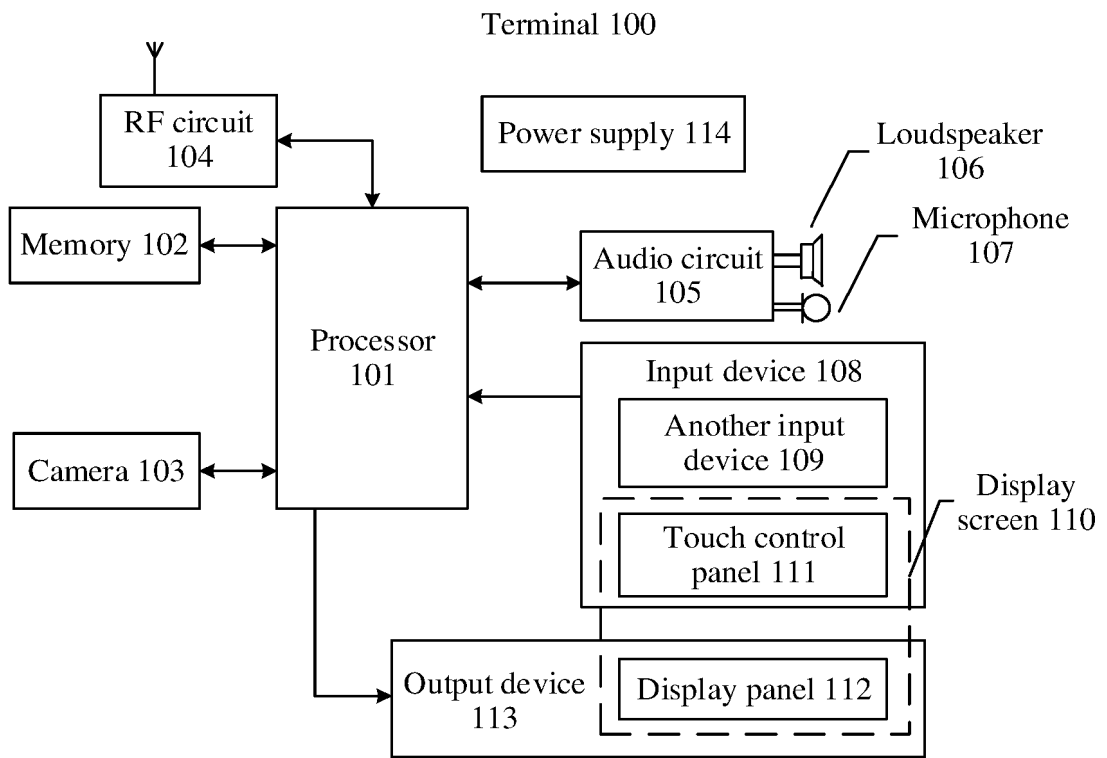 Terminal 100
RF circuit
104
Power supply 114
Loudspeaker
106
Memory 102
Microphone
107
Audio circuit
105
Processor
101
Input device 108
Another input
device 109
Camera 103
Display
screen 110
Touch control
panel 111
Output device
113
Display panel 112